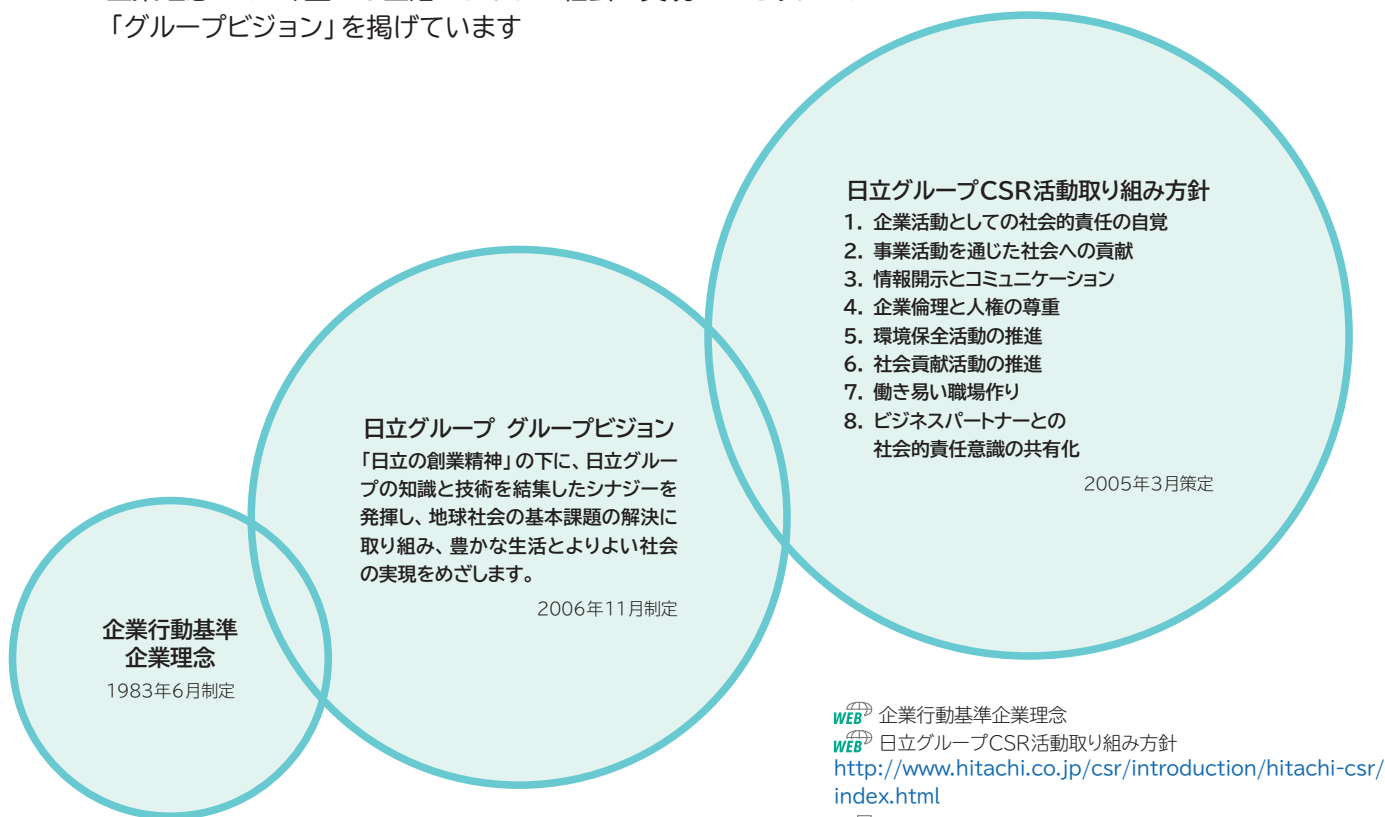 「グループビジョン」を掲げています
日立グループCSR活動取り組み方針
1. 企業活動としての社会的責任の自覚
2. 事業活動を通じた社会への貢献
3. 情報開示とコミュニケーション
4. 企業倫理と人権の尊重
5. 環境保全活動の推進
6. 社会貢献活動の推進
7. 働き易い職場作り
8. ビジネスパートナーとの
社会的責任意識の共有化
2005年3月策定
日立グループ グループビジョン
「日立の創業精神」の下に、日立グルー
プの知識と技術を結集したシナジーを
発揮し、地球社会の基本課題の解決に
取り組み、豊かな生活とよりよい社会
の実現をめざします。
2006年11月制定
企業行動基準
企業理念
1983年6月制定
WEB 企業行動基準企業理念
WEB 日立グループCSR活動取り組み方針
http://www.hitachi.co.jp/csr/introduction/hitachi-csr/
index.html